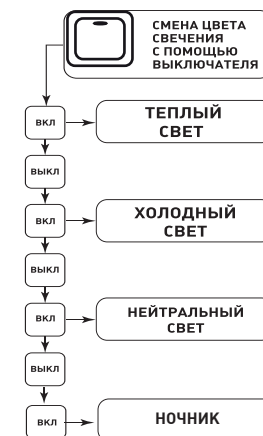 СМЕНА ЦВЕТА
СВЕЧЕНИЯ
С ПОМОЩЬЮ
ВЫКЛЮЧАТЕЛЯ
ВКЛ
ТЕПЛЫЙ
СВЕТ
ВЫКЛ
ВКЛ
ХОЛОДНЫЙ
СВЕТ
ВЫКЛ
ВКЛ
НЕЙТРАЛЬНЫЙ
СВЕТ
ВЫКЛ
ВКЛ
НОЧНИК